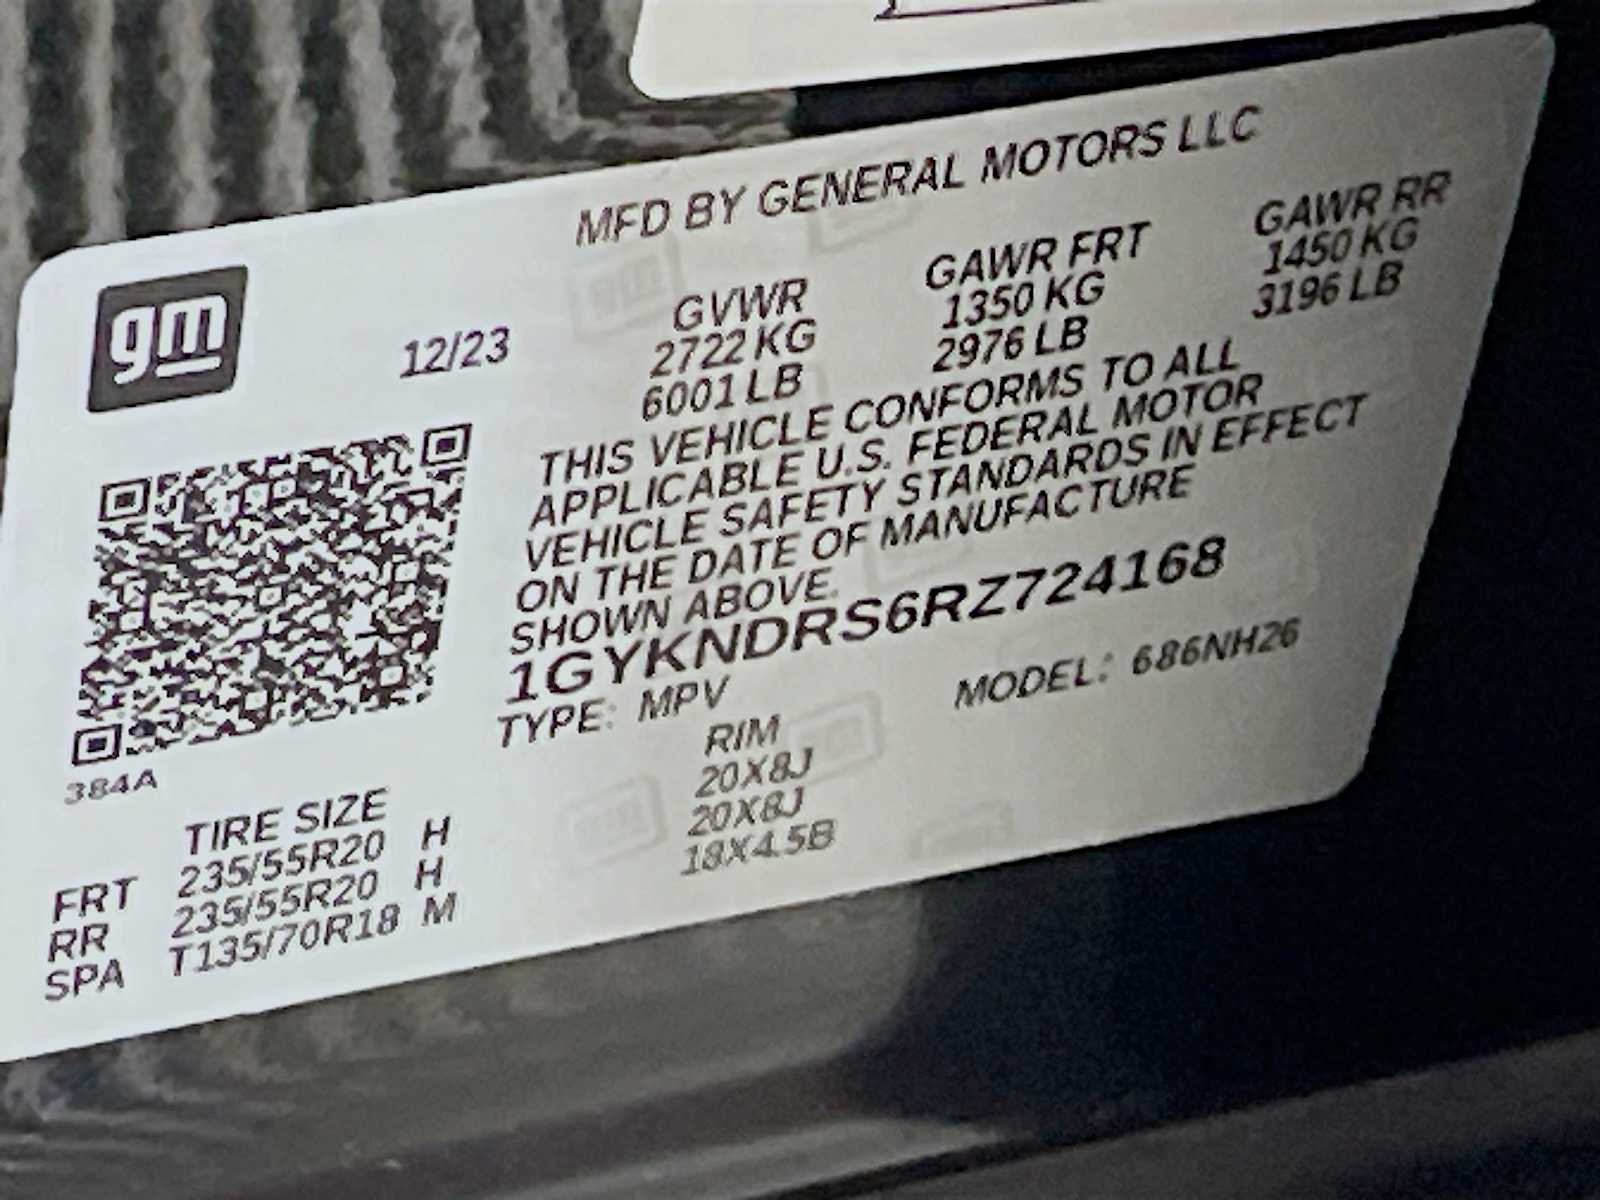 MFD BY GENERAL MOTORS LLC
gm
12/23
GVWR GAWR FRT GAWR RR
2722 KG 1350 KG 1450 KG
6001 LB 2976 LB 3196 LB
THIS VEHICLE CONFORMS TO ALL
APPLICABLE U.S. FEDERAL MOTOR
VEHICLE SAFETY STANDARDS IN EFFECT
ON THE DATE OF MANUFACTURE
SHOWN ABOVE.
1GYKNDRS6RZ724168
TYPE: MPV MODEL: 686NH26
384A
TIRE SIZE RIM
FRT 235/55R20 H 20X8J
RR 235/55R20 H 20X8J
SPA T135/70R18 M 18X4.5B